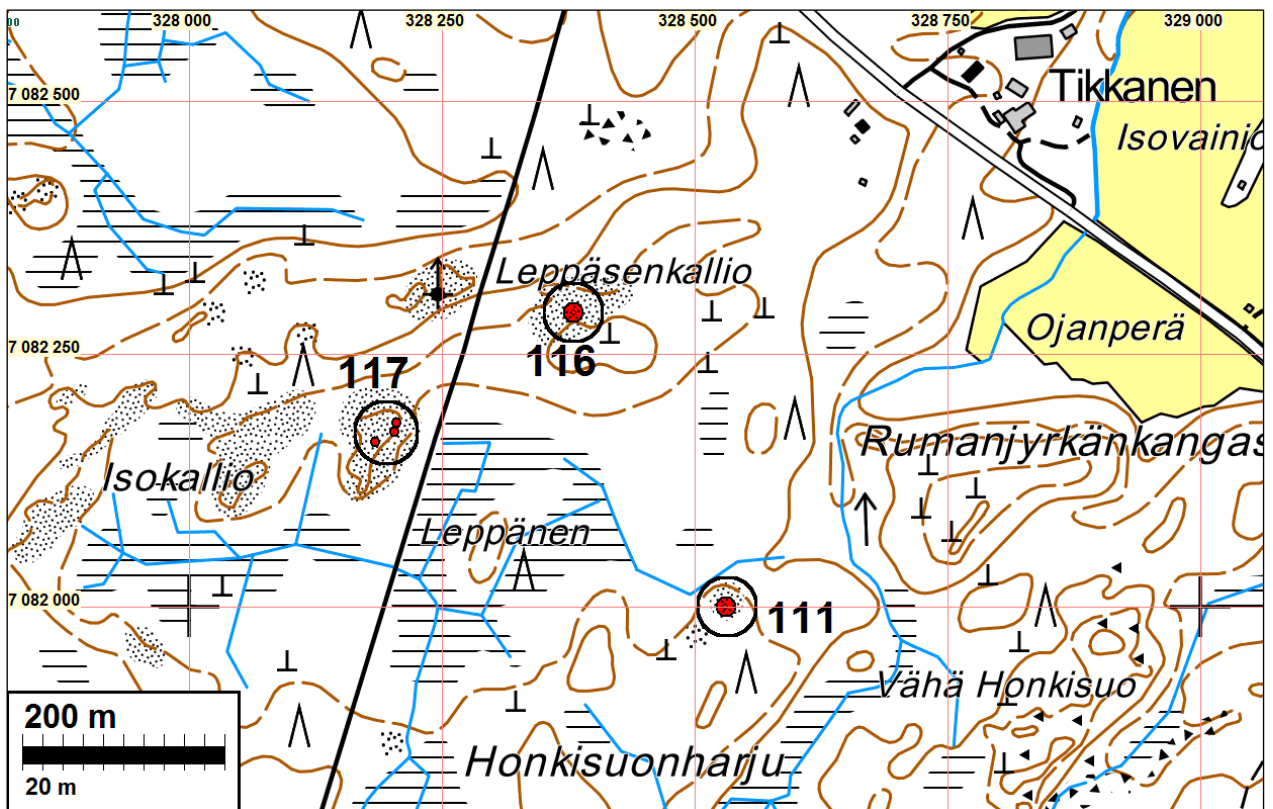 00 328 000 328 250 328 500 328 750 329 000
7 082 500
Tikkanen
Isovainio
Leppäsenkallio
Ojanperä
7 082 250
117
116
Rumanjyrkänkangas
Isokallio
Leppänen
7 082 000
111
Vähä Honkisuo
200 m
Honkisuonharju
20 m